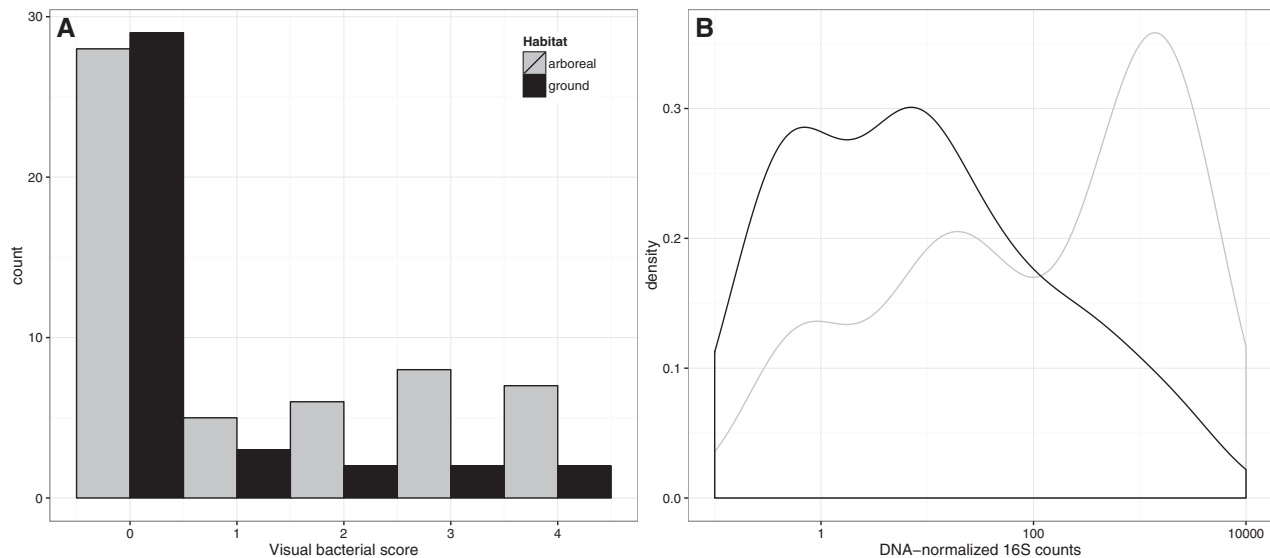 A
30
20
10
0
count
0 1 2 3 4
Visual bacterial score
Habitat
arboreal
ground
B
0.3
0.2
0.1
0.0
density
1 100 10000
DNA−normalized 16S counts